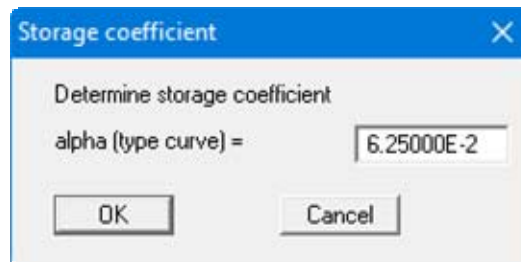 Storage coefficient
Determine storage coefficient
alpha (type curve) = 6.25000E-2
OK Cancel